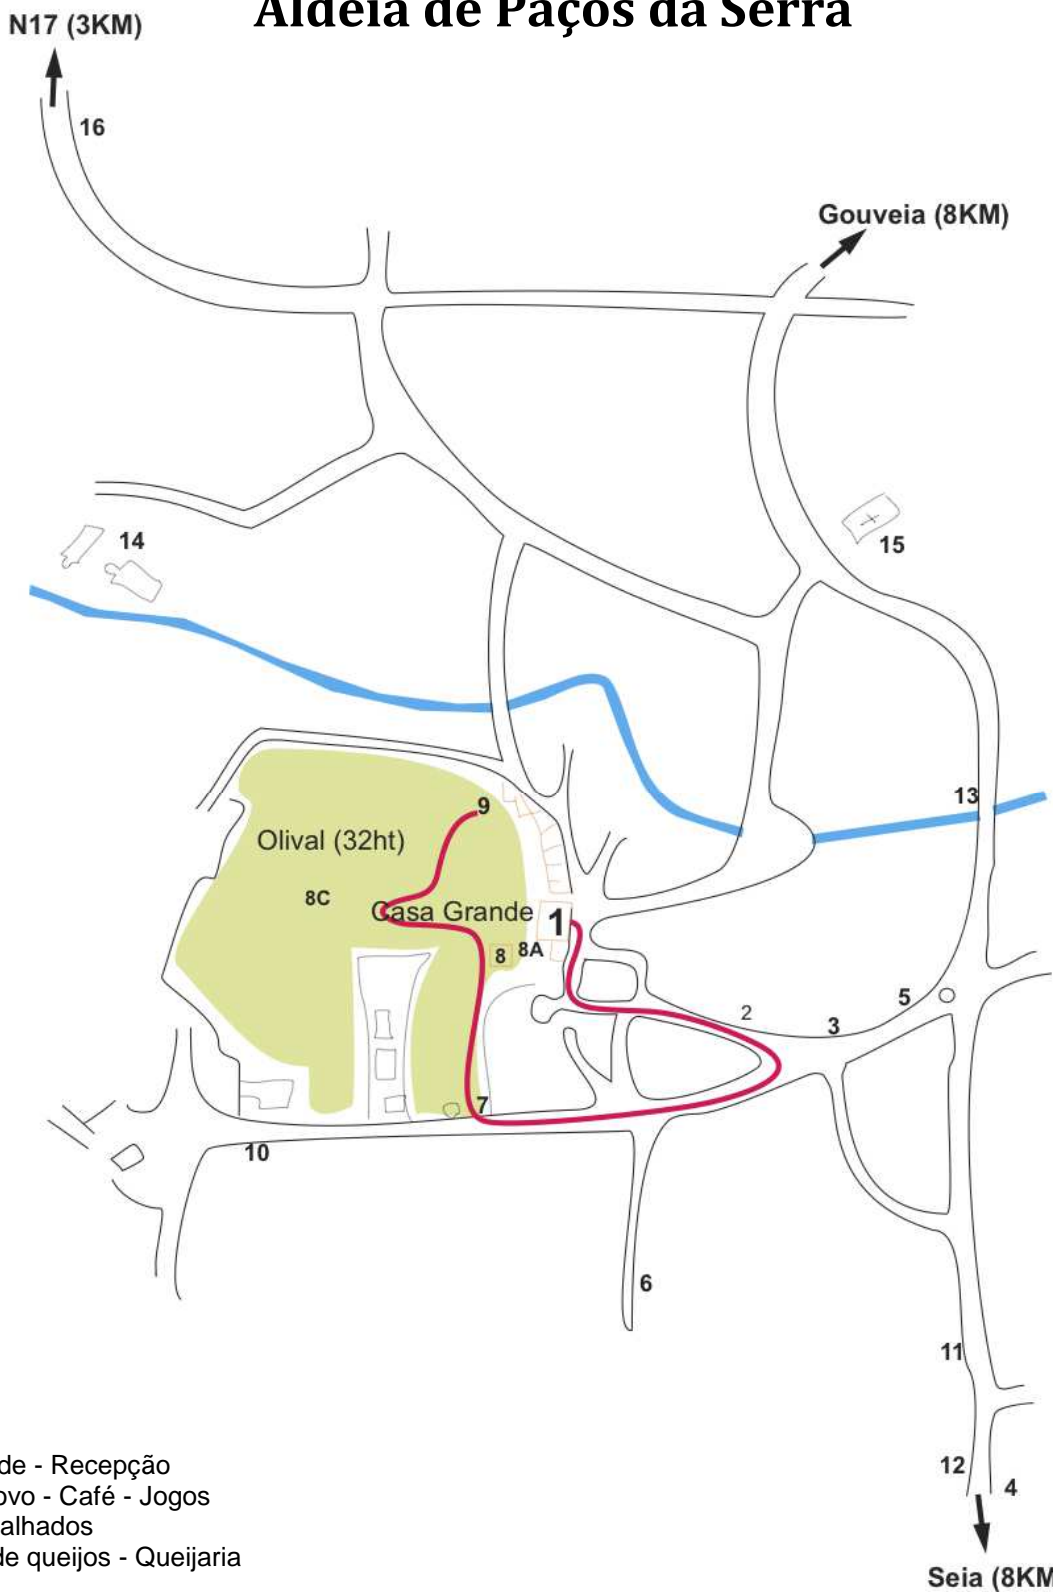 Aldeia de Paços da Serra
N17 (3KM)
16
Gouveia (8KM)
14
15
13
9
Olival (32ht)
8C
Casa Grande
1
8
8A
5
2
3
7
10
6
11
12
4
de - Recepção
ovo - Café - Jogos
alhados
de queijos - Queijaria
Seia (8KM